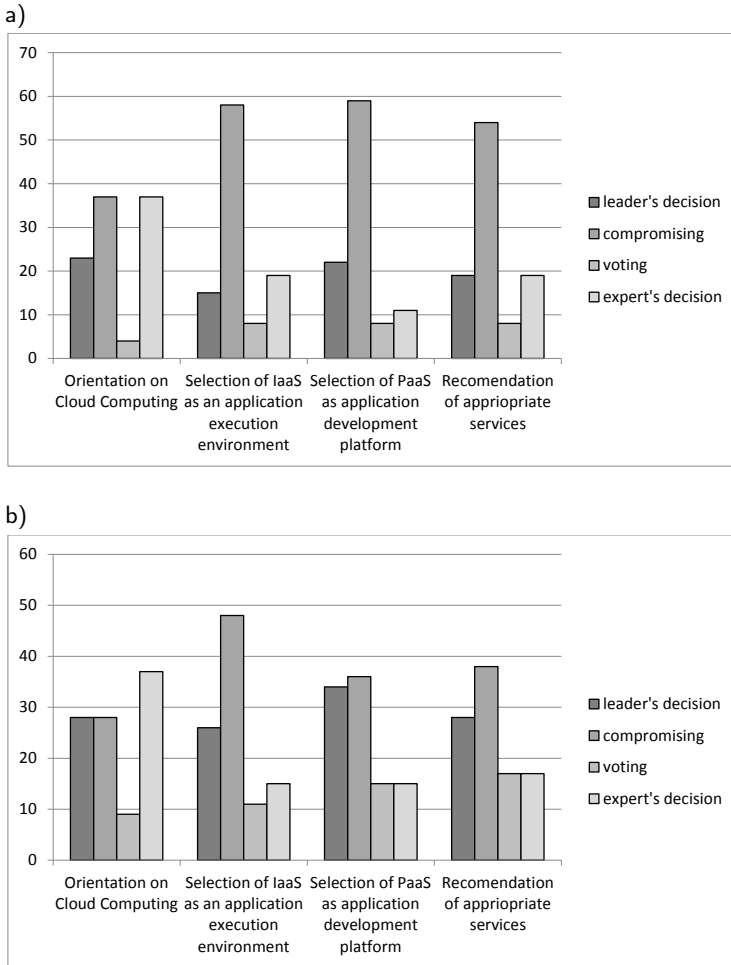 a)
70
60
50
40
30
20
10
0
leader's decision
compromising
voting
expert's decision
Orientation on
Cloud Computing
Selection of IaaS
as an application
execution
environment
Selection of PaaS
as application
development
platform
Recomendation
of appriopriate
services
b)
60
50
40
30
20
10
0
leader's decision
compromising
voting
expert's decision
Orientation on
Cloud Computing
Selection of IaaS
as an application
execution
environment
Selection of PaaS
as application
development
platform
Recomendation
of appriopriate
services